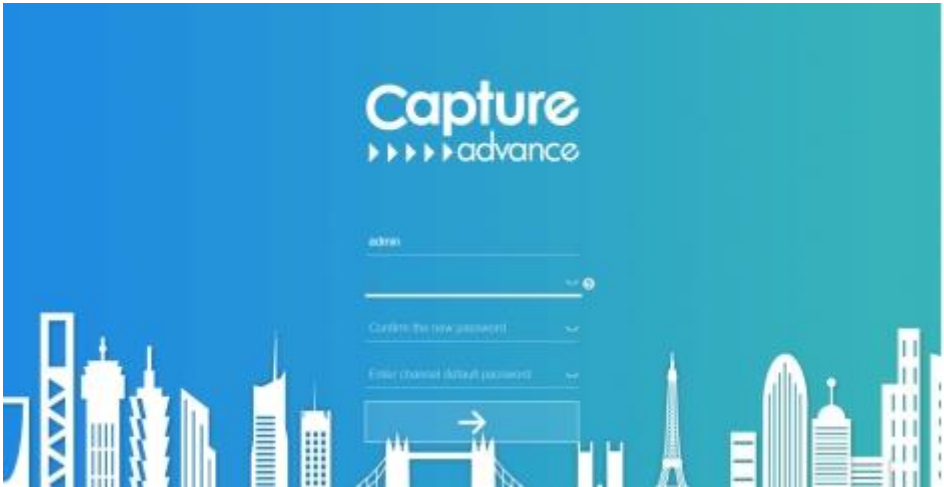 Capture
advance
admin
Confirm the new password
Enter channel default password